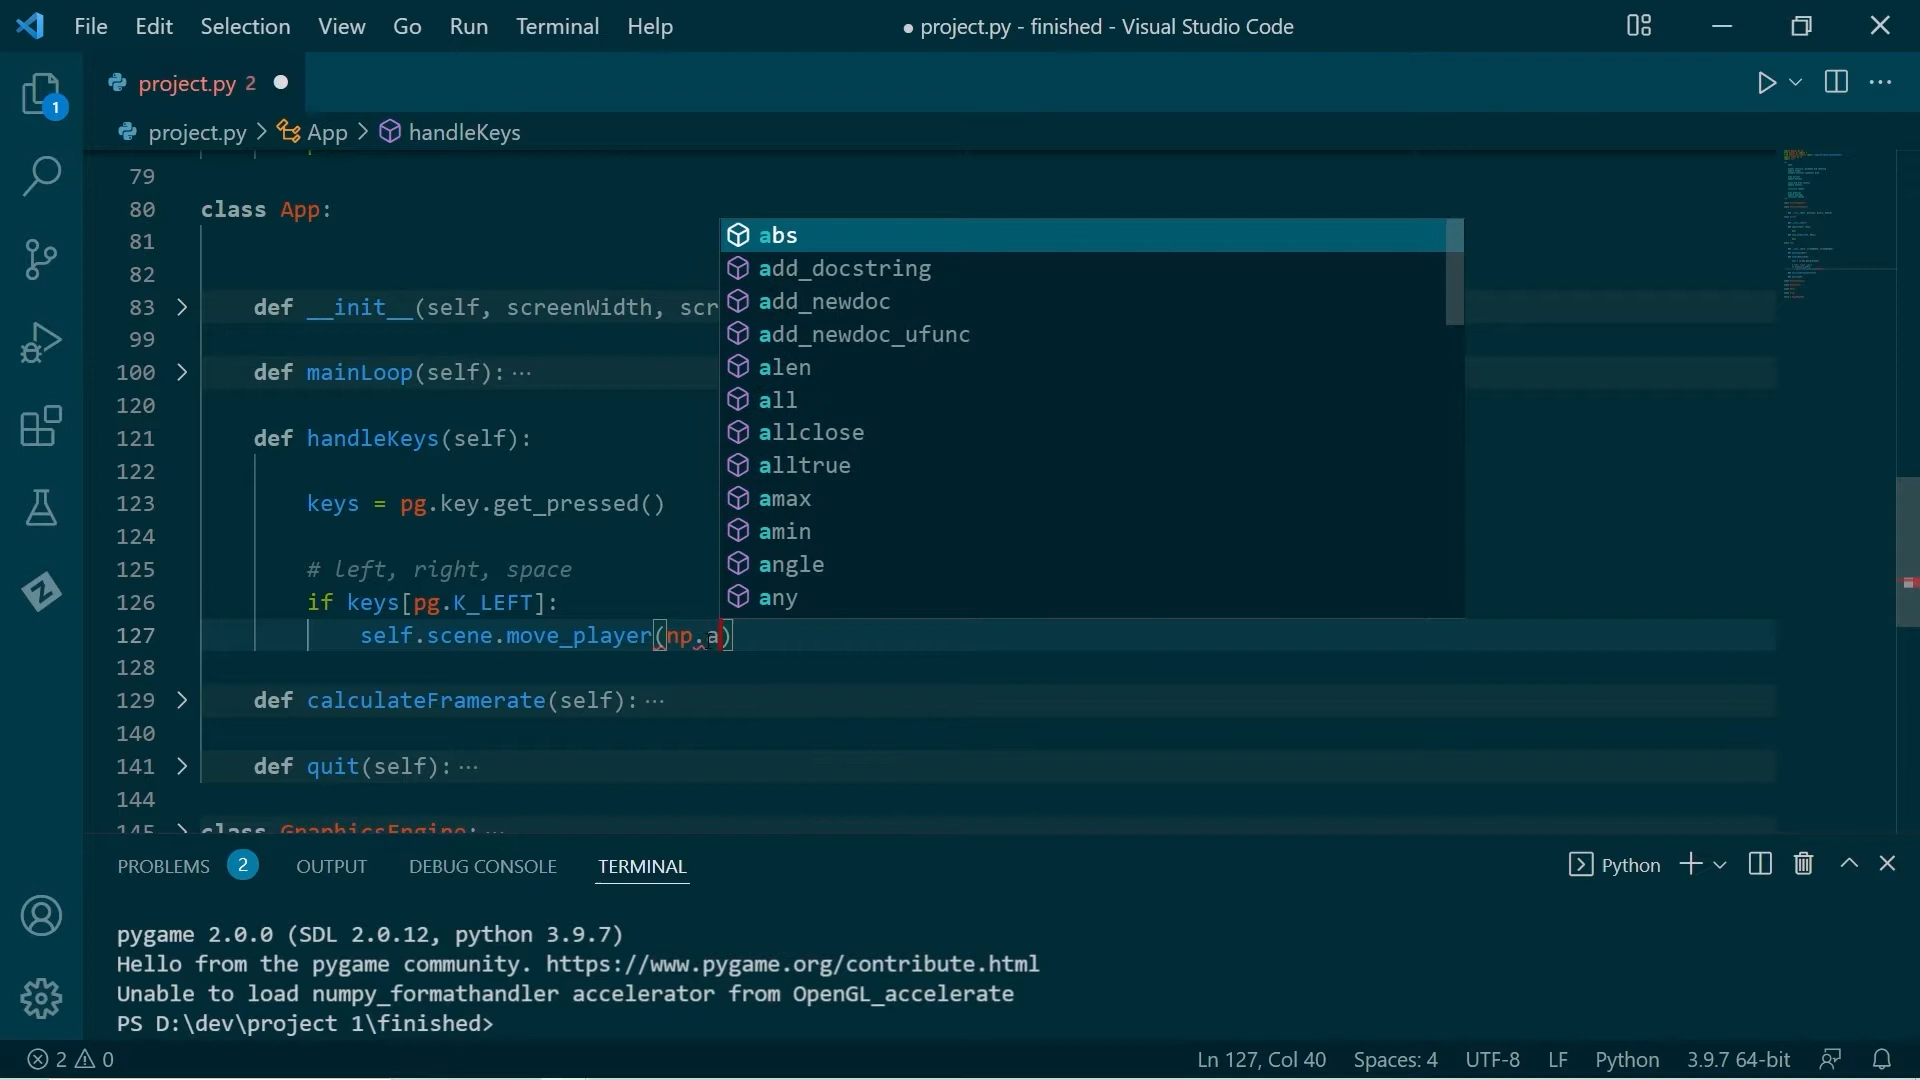 File Edit Selection View Go Run Terminal Help ● project.py - finished - Visual Studio Code
1
project.py 2 ●
project.py > App > handleKeys
79
80 class App:
81
82
83 def __init__(self, screenWidth, scr
99
100 def mainLoop(self):···
120
121 def handleKeys(self):
122
123 keys = pg.key.get_pressed()
124
125 # left, right, space
126 if keys[pg.K_LEFT]:
127 self.scene.move_player(np.a)
128
129 def calculateFramerate(self):···
140
141 def quit(self):···
144
145 class GraphicsEngine:···
abs
add_docstring
add_newdoc
add_newdoc_ufunc
alen
all
allclose
alltrue
amax
amin
angle
any
PROBLEMS 2 OUTPUT DEBUG CONSOLE TERMINAL Python
pygame 2.0.0 (SDL 2.0.12, python 3.9.7)
Hello from the pygame community. https://www.pygame.org/contribute.html
Unable to load numpy_formathandler accelerator from OpenGL_accelerate
PS D:\dev\project 1\finished>
2 0 Ln 127, Col 40 Spaces: 4 UTF-8 LF Python 3.9.7 64-bit